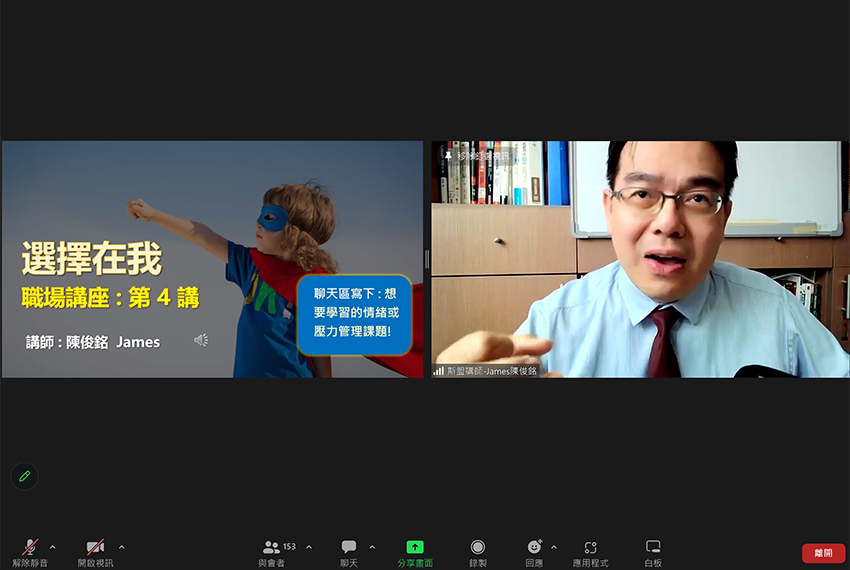 選擇在我
職場講座 : 第 4 講
講師 : 陳俊銘 James
聊天區寫下 : 想
要學習的情緒或
壓力管理課題!
斯盟講師-James陳俊銘
解除靜音
開啟視訊
153
與會者
聊天
分享畫面
錄製
回應
應用程式
白板
離開